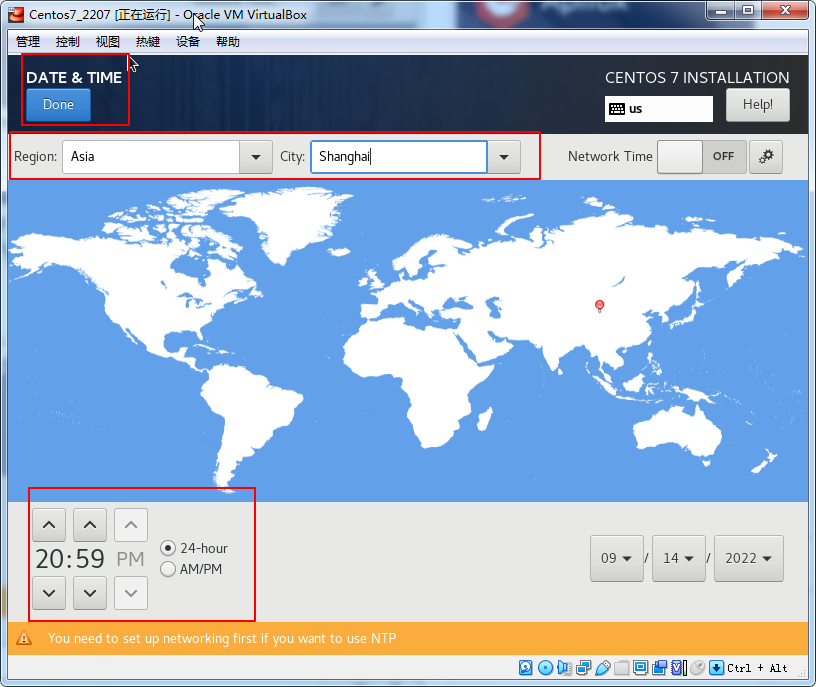 Centos7_2207 [正在运行] - Oracle VM VirtualBox
管理 控制 视图 热键 设备 帮助
DATE & TIME
Done
CENTOS 7 INSTALLATION
us
Help!
Region: Asia City: Shanghai Network Time OFF
20:59 PM
24-hour
AM/PM
09 / 14 / 2022
You need to set up networking first if you want to use NTP
Ctrl + Alt